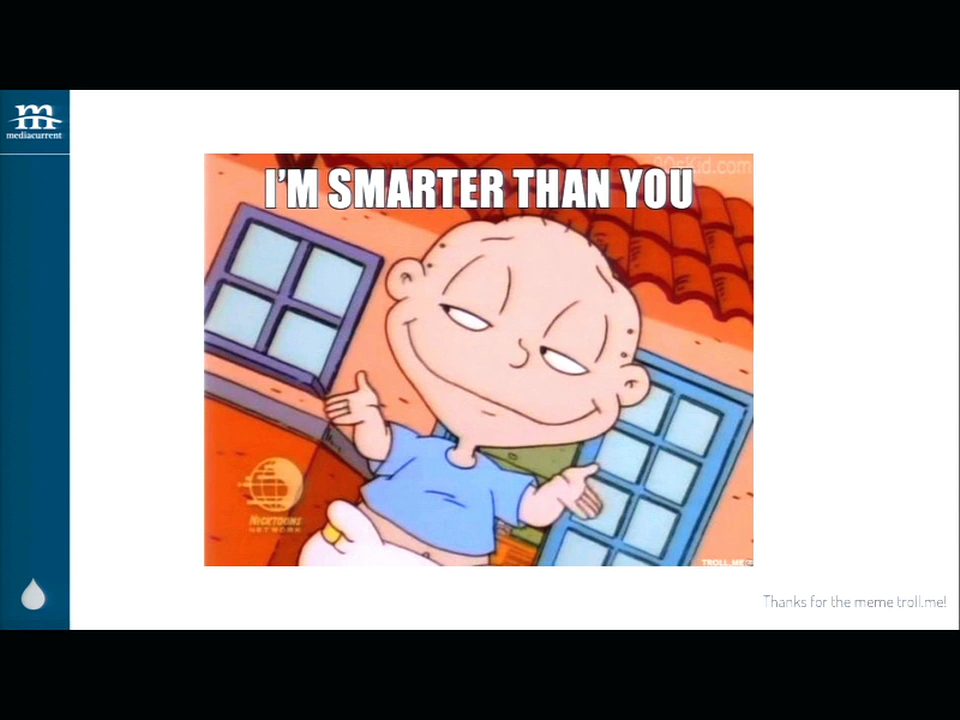 m
mediacurrent
90sKid.com
I'M SMARTER THAN YOU
NICKTOONS
NETWORK
TROLL.ME
Thanks for the meme troll.me!